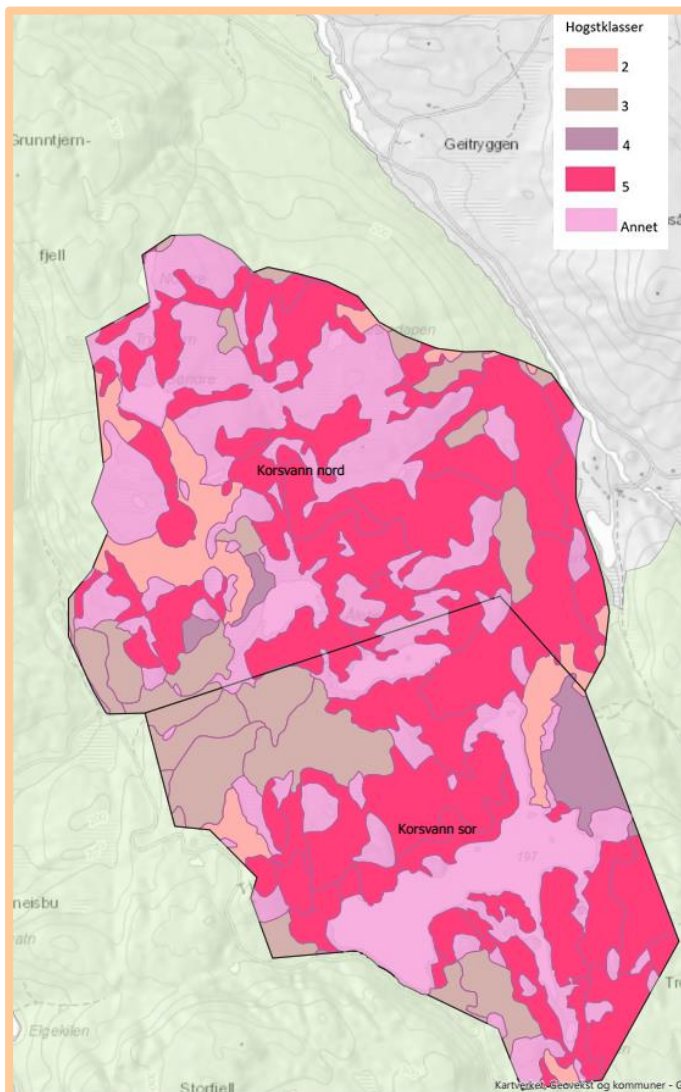 Hogstklasser
2
3
4
5
Annet
Grunntjern-
Geitryggen
fjell
Korsvann nord
Korsvann sor
197
neisbu
Elgekilen
Storfjell
Kartverket, Geovekst og kommuner - G